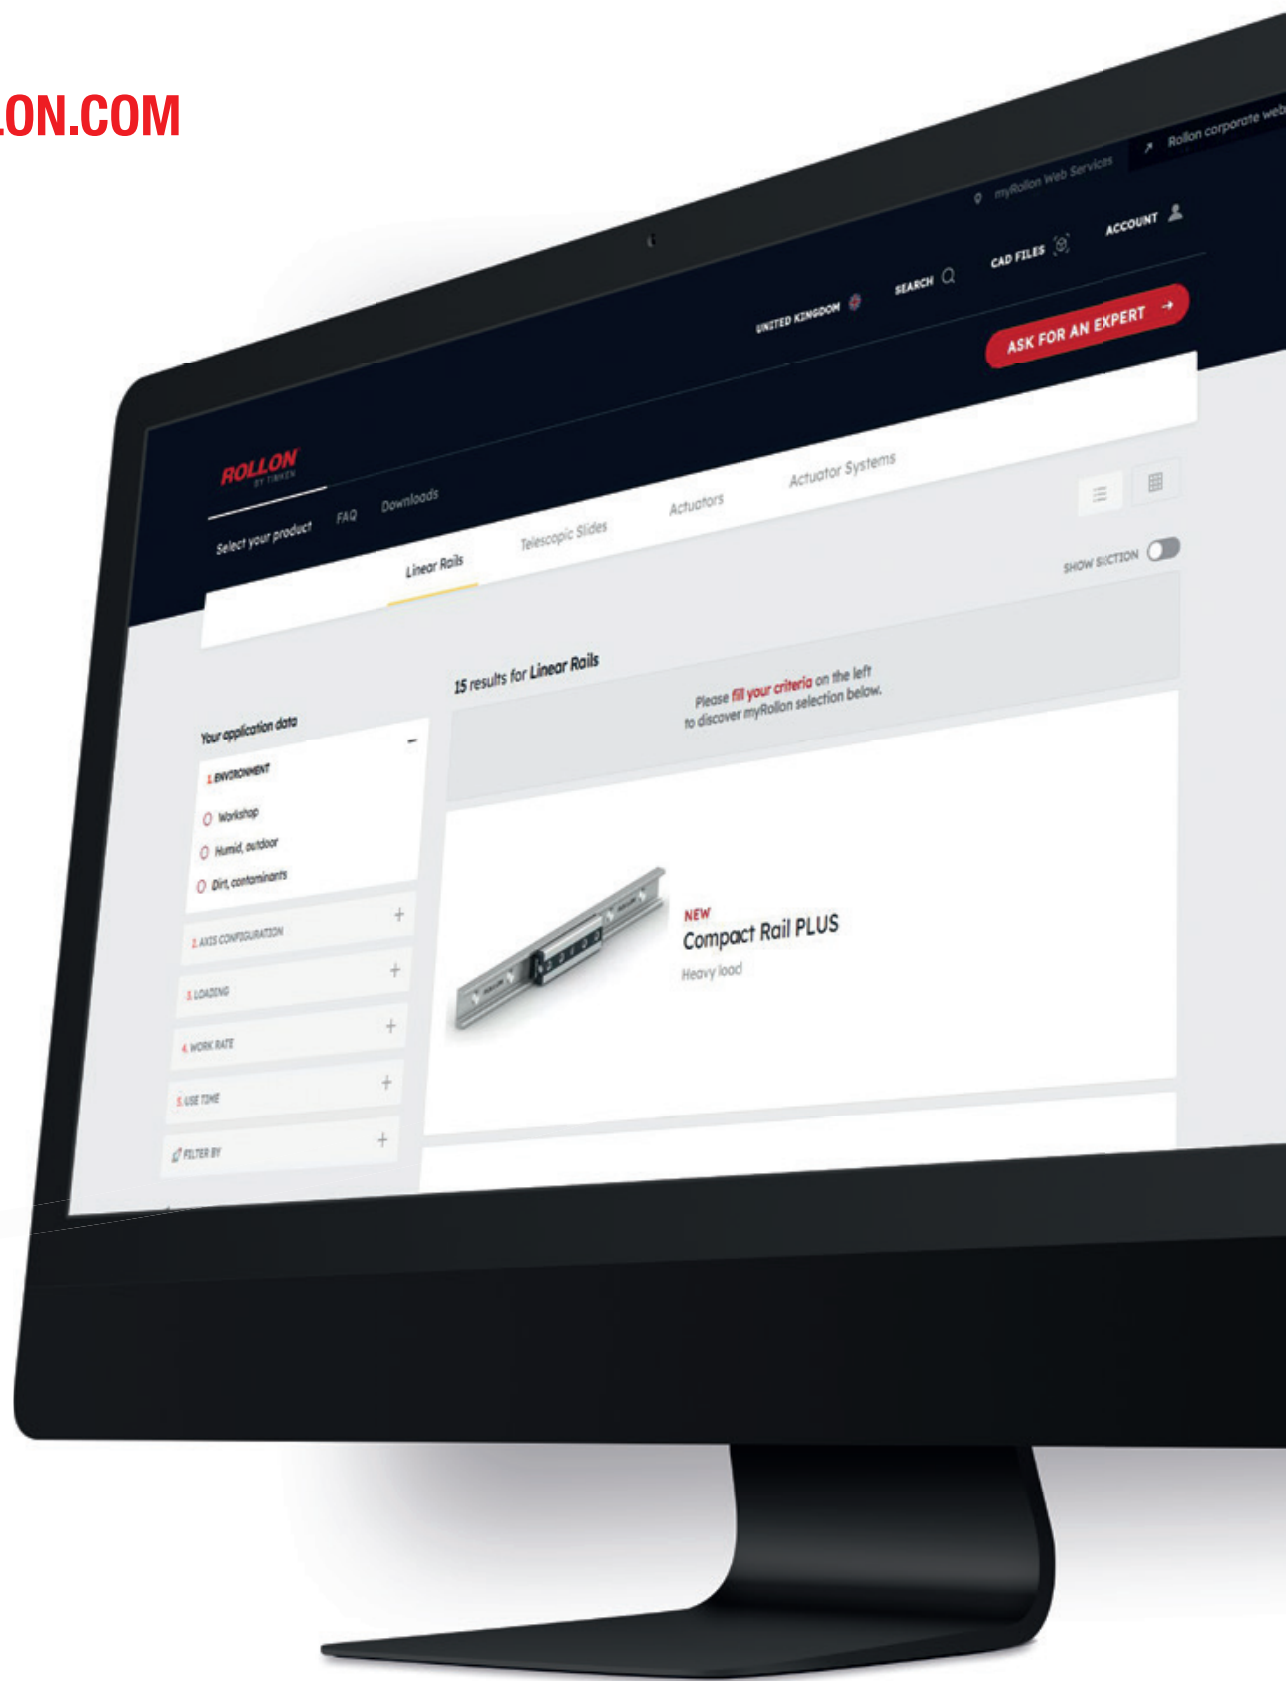 LON.COM
myRollon Web Services
Rollon corporate web
UNITED KINGDOM
SEARCH
CAD FILES
ACCOUNT
ASK FOR AN EXPERT
ROLLON
BY TIMKEN
Select your product
FAQ
Downloads
Linear Rails
Telescopic Slides
Actuators
Actuator Systems
SHOW SECTION
15 results for Linear Rails
Please fill your criteria on the left
to discover myRollon selection below.
Your application data
1. ENVIRONMENT
Workshop
Humid, outdoor
Dirt, contaminants
2. AXIS CONFIGURATION
3. LOADING
4. WORK RATE
5. USE TIME
FILTER BY
NEW
Compact Rail PLUS
Heavy load